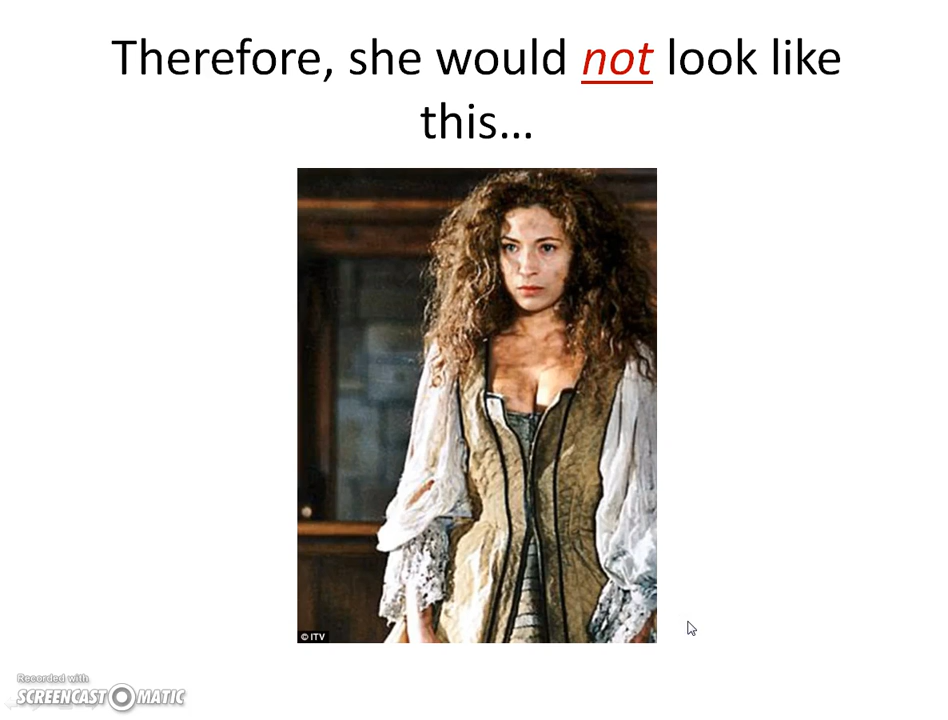 Therefore, she would not look like
this…
© ITV
Recorded with
SCREENCAST MATIC